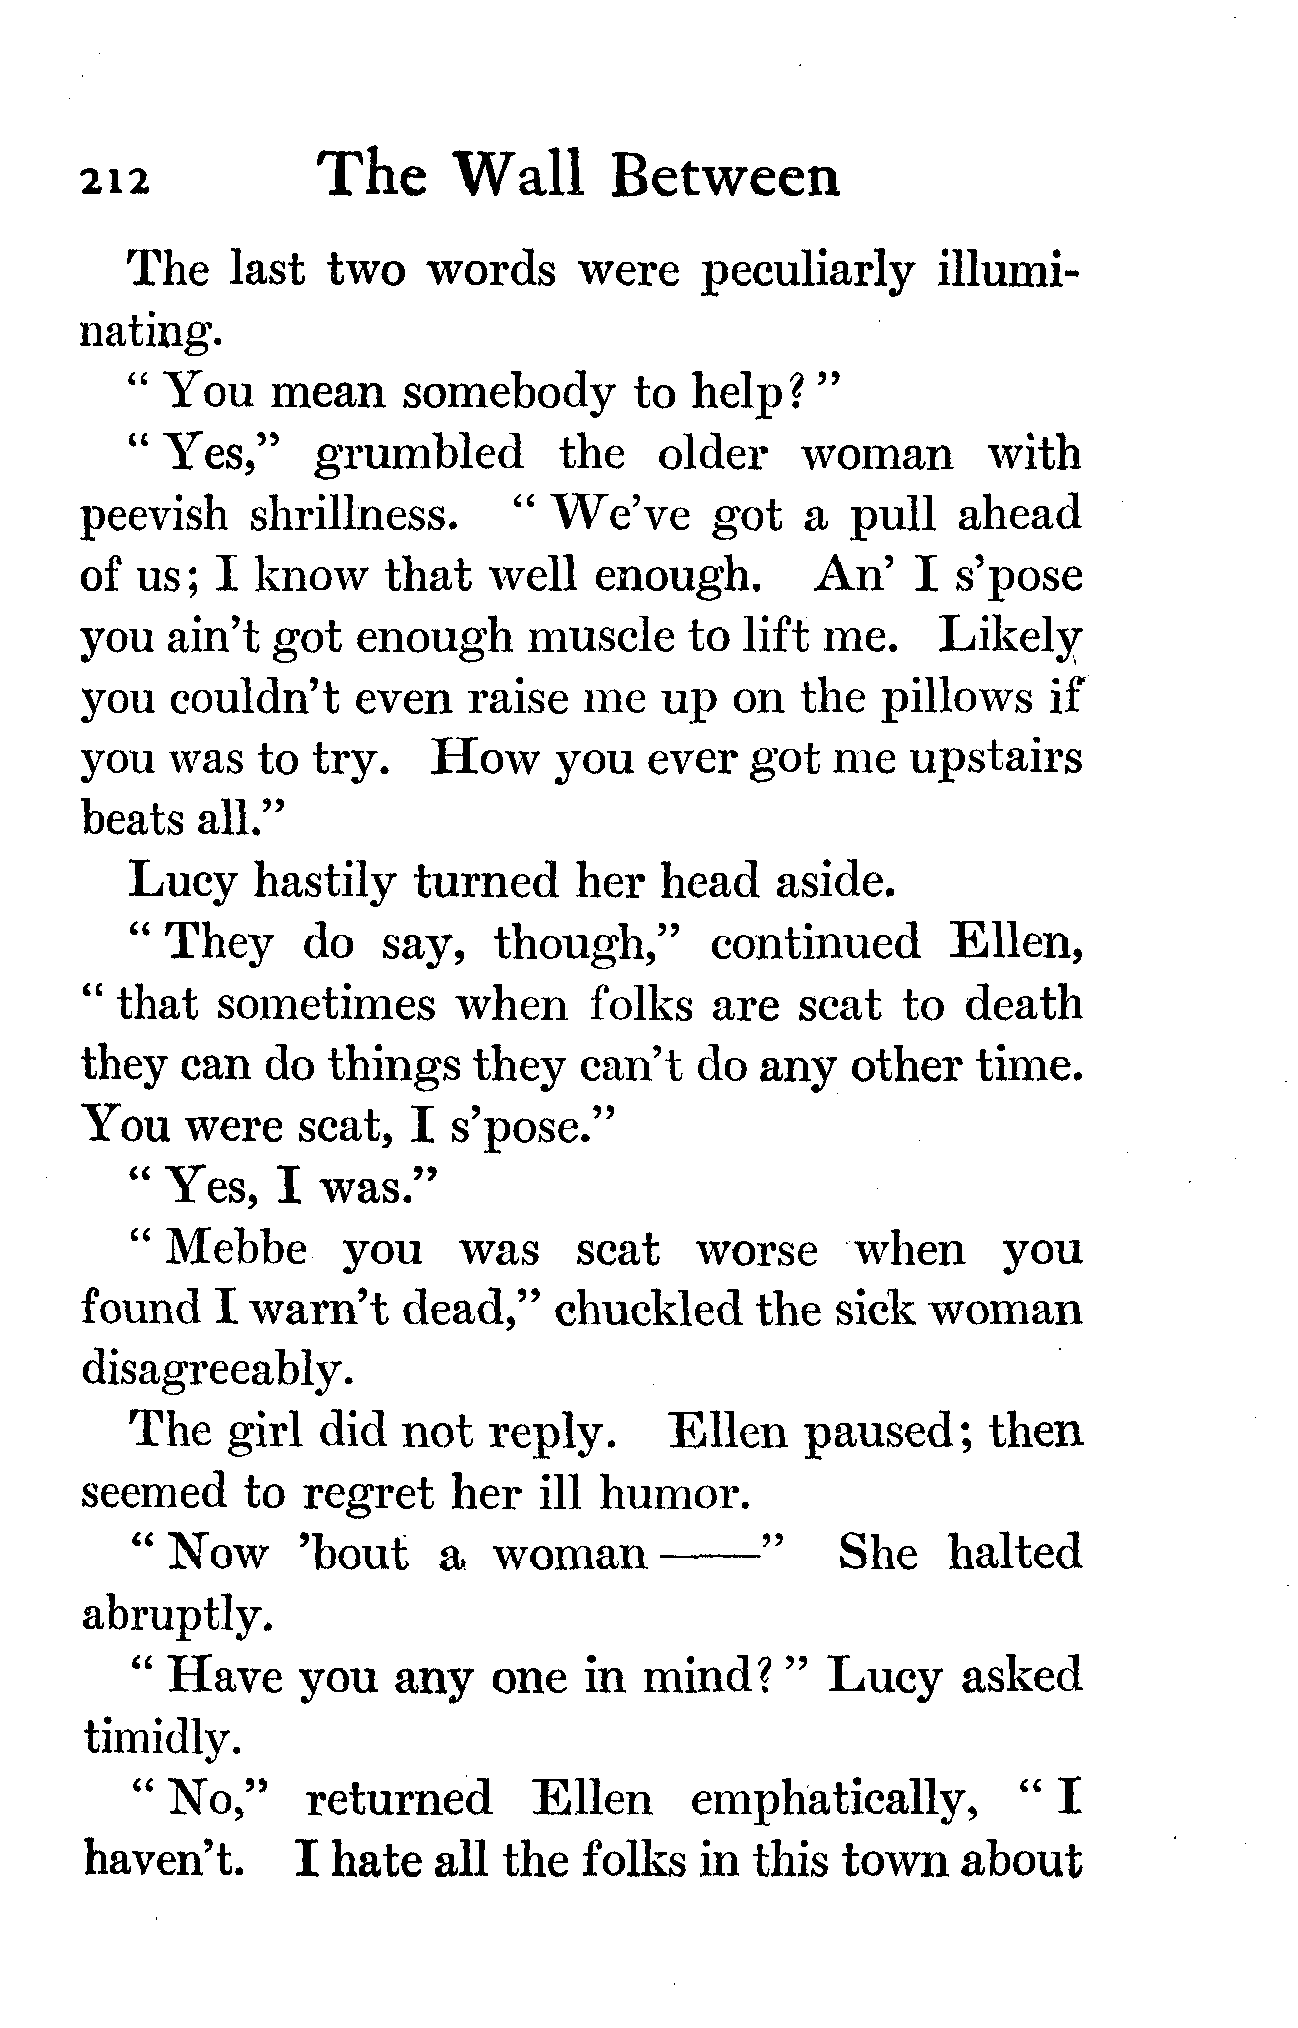 212 The Wall Between
The last two words were peculiarly illumi-
nating.
" You mean somebody to help? "
" Yes," grumbled the older woman with
peevish shrillness. " We've got a pull ahead
of us; I know that well enough. An' I s'pose
you ain't got enough muscle to lift me. Likely
you couldn't even raise me up on the pillows if
you was to try. How you ever got me upstairs
beats all."
Lucy hastily turned her head aside.
" They do say, though," continued Ellen,
" that sometimes when folks are scat to death
they can do things they can't do any other time.
You were scat, I s'pose."
" Yes, I was."
" Mebbe you was scat worse when you
found I warn't dead," chuckled the sick woman
disagreeably.
The girl did not reply. Ellen paused; then
seemed to regret her ill humor.
" Now 'bout a woman ——" She halted
abruptly.
" Have you any one in mind? " Lucy asked
timidly.
" No," returned Ellen emphatically, " I
haven't. I hate all the folks in this town about